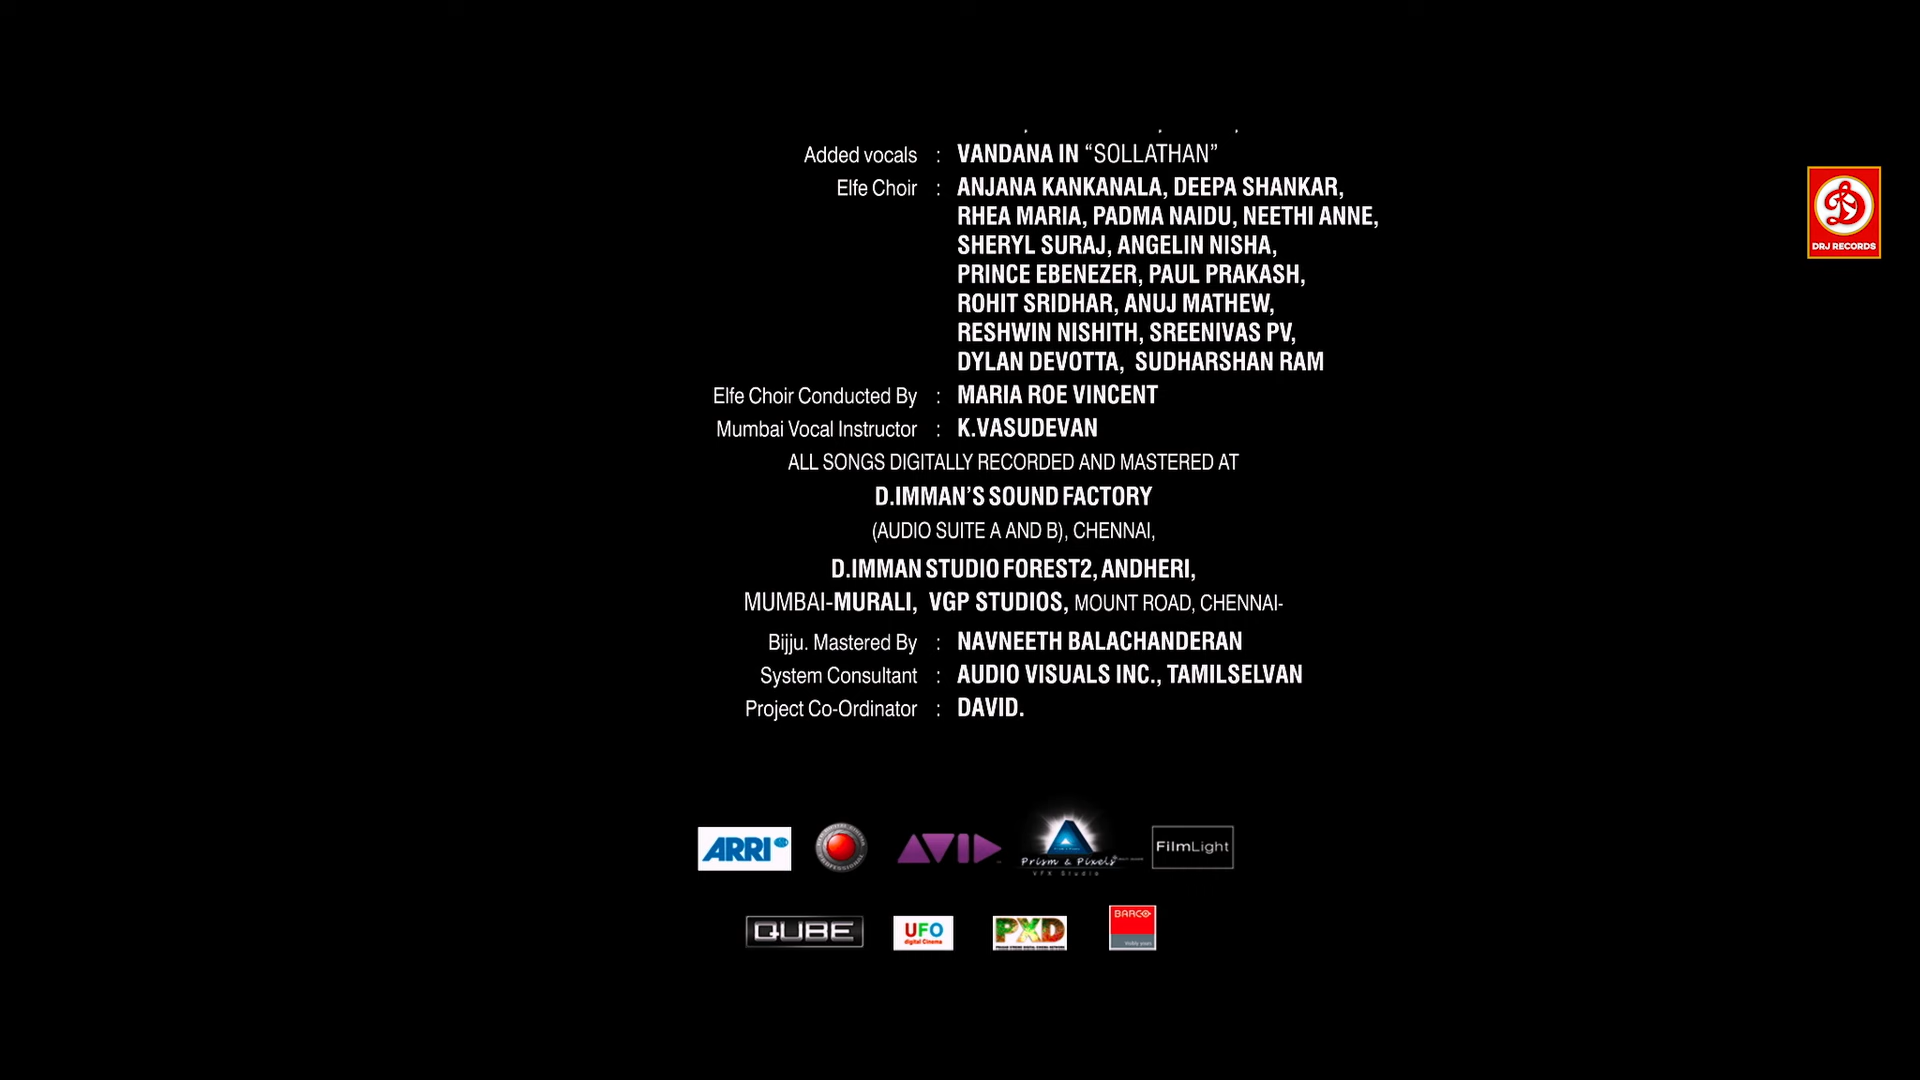 Added vocals : VANDANA IN “SOLLATHAN”
Elfe Choir : ANJANA KANKANALA, DEEPA SHANKAR,
RHEA MARIA, PADMA NAIDU, NEETHI ANNE,
SHERYL SURAJ, ANGELIN NISHA,
PRINCE EBENEZER, PAUL PRAKASH,
ROHIT SRIDHAR, ANUJ MATHEW,
RESHWIN NISHITH, SREENIVAS PV,
DYLAN DEVOTTA, SUDHARSHAN RAM
Elfe Choir Conducted By : MARIA ROE VINCENT
Mumbai Vocal Instructor : K.VASUDEVAN
ALL SONGS DIGITALLY RECORDED AND MASTERED AT
D.IMMAN’S SOUND FACTORY
(AUDIO SUITE A AND B), CHENNAI,
D.IMMAN STUDIO FOREST2, ANDHERI,
MUMBAI-MURALI, VGP STUDIOS, MOUNT ROAD, CHENNAI-
Bijju. Mastered By : NAVNEETH BALACHANDERAN
System Consultant : AUDIO VISUALS INC., TAMILSELVAN
Project Co-Ordinator : DAVID.
DRJ RECORDS
ARRI
AVID
Prism & Pixels
VFX Studio
FilmLight
QUBE
UFO
digital Cinema
PXD
BARCO